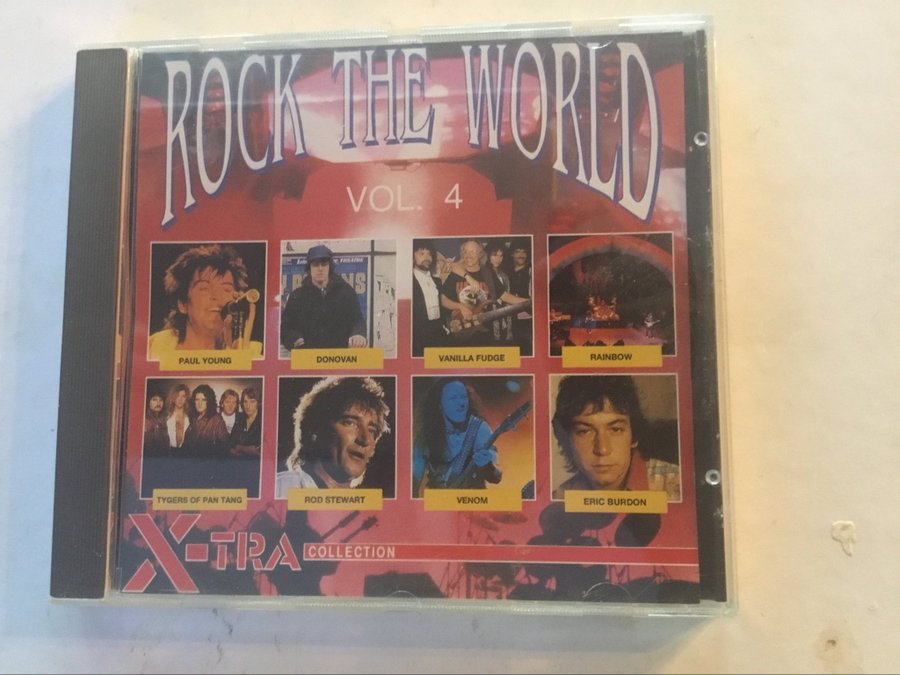 ROCK THE WORLD
VOL. 4
PAUL YOUNG
DONOVAN
VANILLA FUDGE
RAINBOW
TYGERS OF PAN TANG
ROD STEWART
VENOM
ERIC BURDON
X-TRA COLLECTION